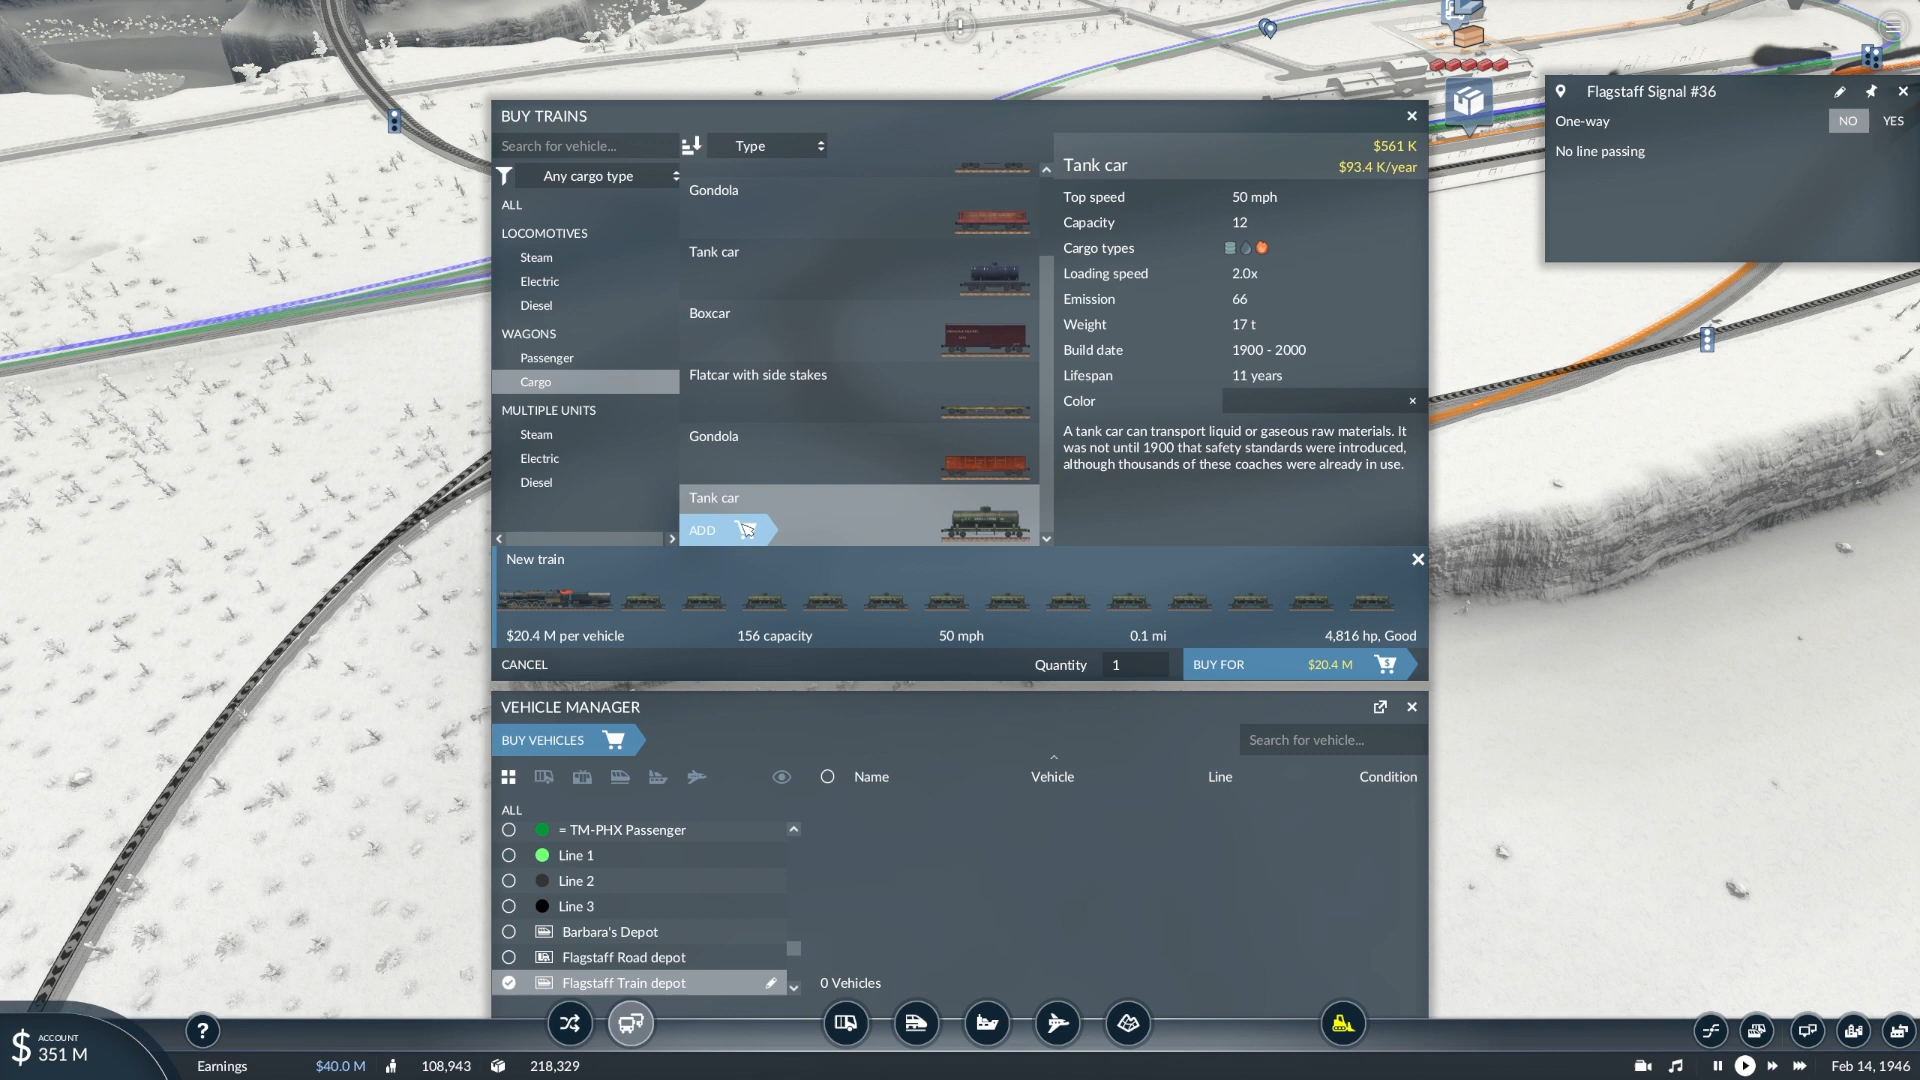 BUY TRAINS
Search for vehicle...
Type
Any cargo type
ALL
LOCOMOTIVES
Steam
Electric
Diesel
WAGONS
Passenger
Cargo
MULTIPLE UNITS
Steam
Electric
Diesel
Gondola
Tank car
Boxcar
Flatcar with side stakes
Gondola
Tank car
ADD
$561 K
Tank car $93.4 K/year
Top speed 50 mph
Capacity 12
Cargo types
Loading speed 2.0x
Emission 66
Weight 17 t
Build date 1900 - 2000
Lifespan 11 years
Color
A tank car can transport liquid or gaseous raw materials. It
was not until 1900 that safety standards were introduced,
although thousands of these coaches were already in use.
New train
$20.4 M per vehicle 156 capacity 50 mph 0.1 mi 4,816 hp, Good
CANCEL Quantity 1 BUY FOR $20.4 M
Flagstaff Signal #36
One-way NO YES
No line passing
VEHICLE MANAGER
BUY VEHICLES
Search for vehicle...
Name Vehicle Line Condition
ALL
= TM-PHX Passenger
Line 1
Line 2
Line 3
Barbara's Depot
Flagstaff Road depot
Flagstaff Train depot
0 Vehicles
$ ACCOUNT
351 M
?
Earnings $40.0 M 108,943 218,329
Feb 14, 1946